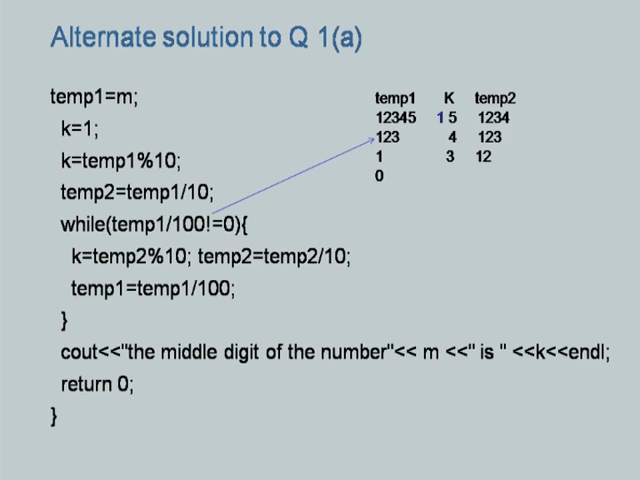 Alternate solution to Q 1(a)
temp1=m;
k=1;
k=temp1%10;
temp2=temp1/10;
while(temp1/100!=0){
k=temp2%10; temp2=temp2/10;
temp1=temp1/100;
}
cout<<"the middle digit of the number"<< m <<" is " <<k<<endl;
return 0;
}
temp1 K temp2
12345 1 5 1234
123 4 123
1 3 12
0